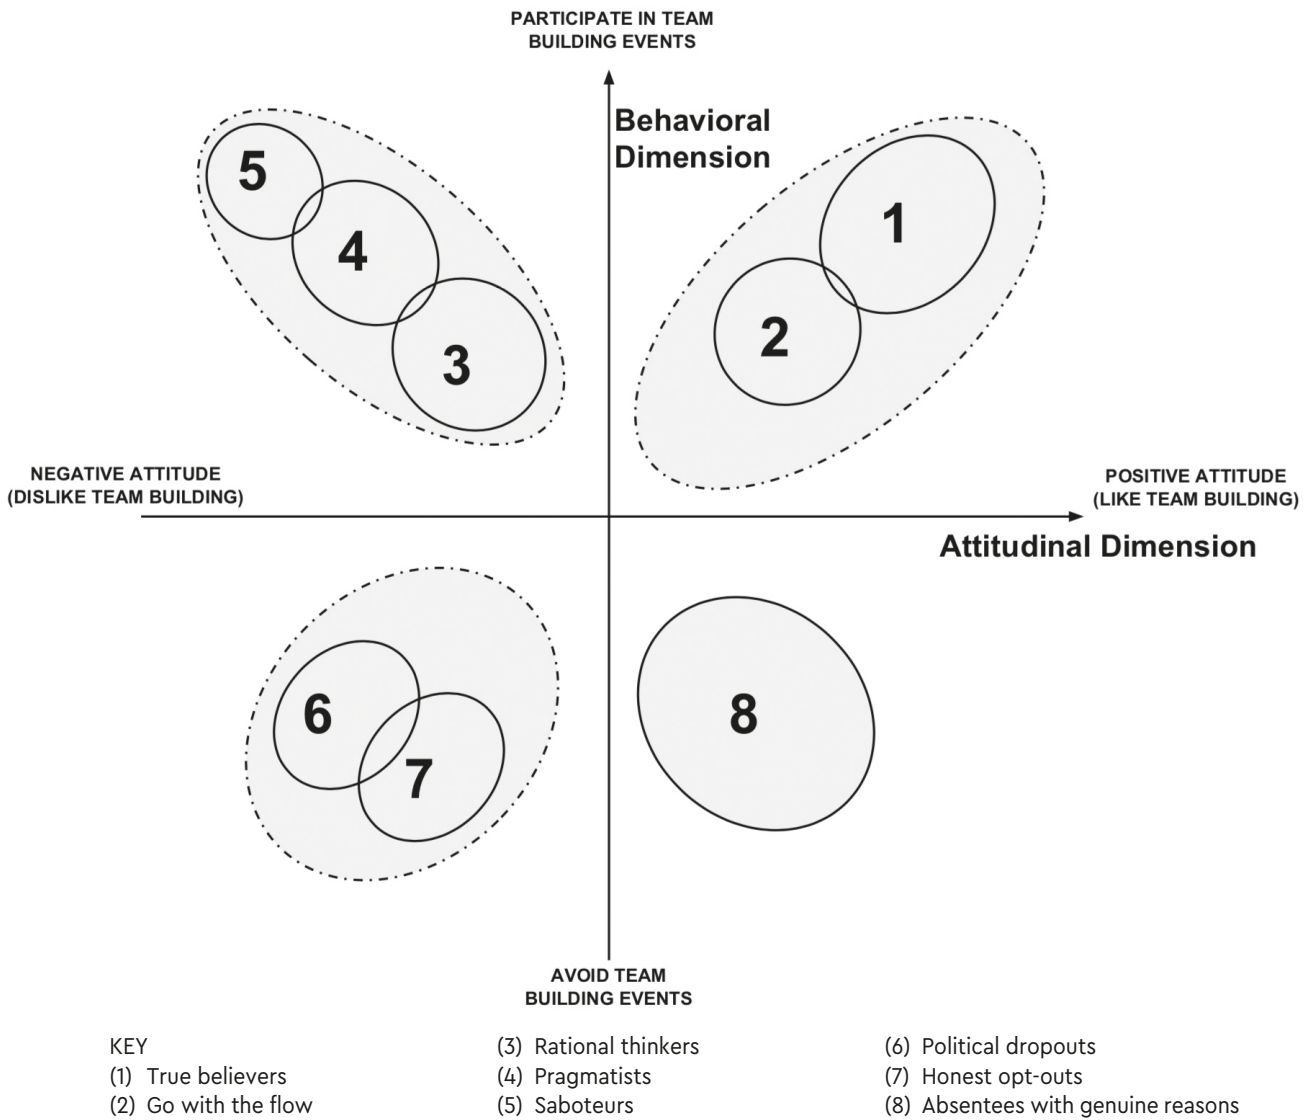 PARTICIPATE IN TEAM
BUILDING EVENTS
Behavioral
Dimension
5
4
3
1
2
NEGATIVE ATTITUDE
(DISLIKE TEAM BUILDING)
POSITIVE ATTITUDE
(LIKE TEAM BUILDING)
Attitudinal Dimension
6
7
8
AVOID TEAM
BUILDING EVENTS
KEY
(1) True believers
(2) Go with the flow
(3) Rational thinkers
(4) Pragmatists
(5) Saboteurs
(6) Political dropouts
(7) Honest opt-outs
(8) Absentees with genuine reasons